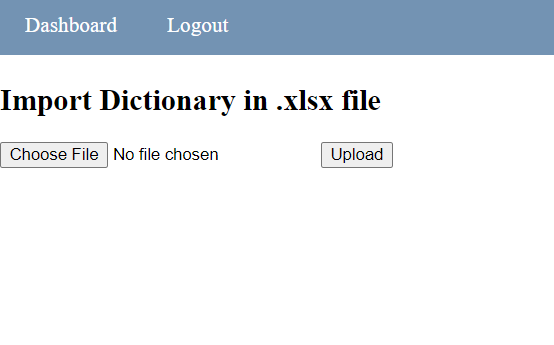 Dashboard Logout
Import Dictionary in .xlsx file
Choose File No file chosen Upload